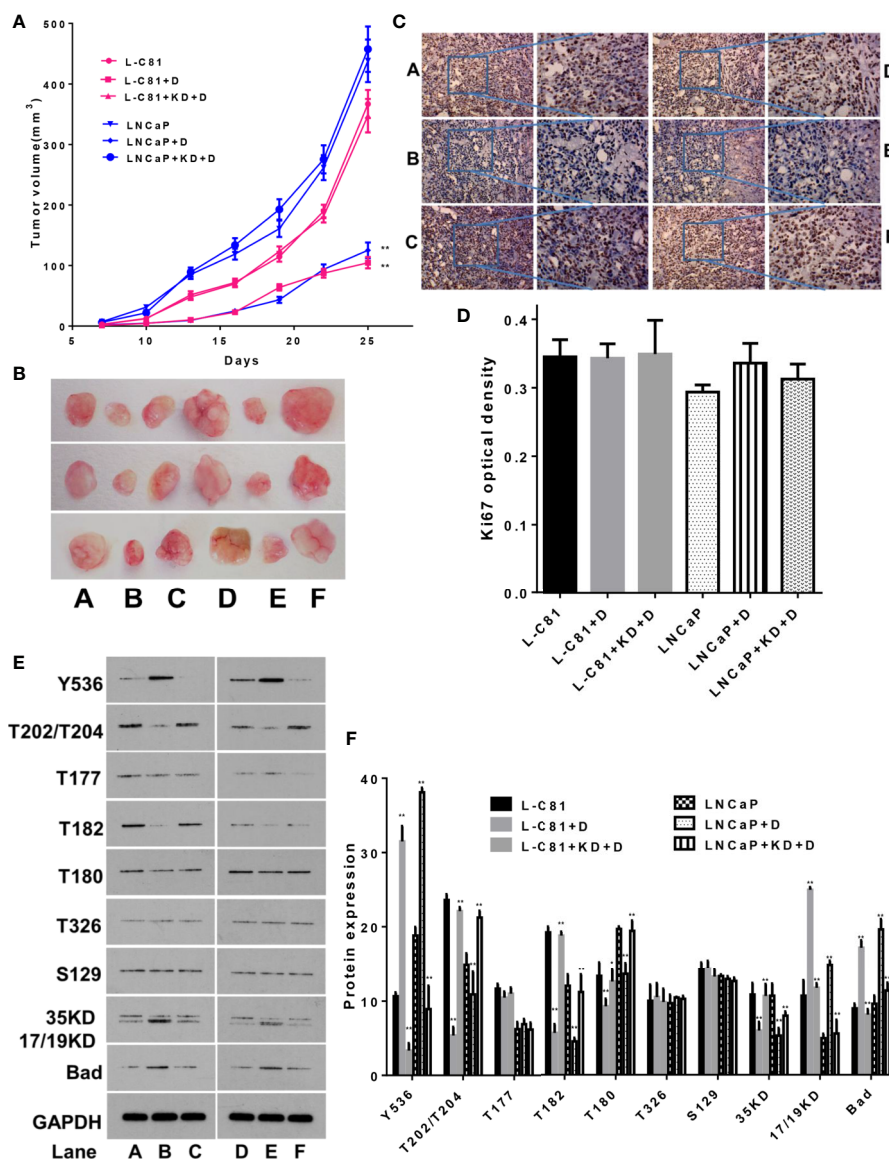 A
Tumor volume(mm³)
500
400
300
200
100
0
5
10
15
20
25
Days
L-C81
L-C81+D
L-C81+KD+D
LNCaP
LNCaP+D
LNCaP+KD+D
**
**
B
A B C D E F
C
A
B
C
D
E
D
Ki67 optical density
0.4
0.3
0.2
0.1
0.0
L-C81
L-C81+D
L-C81+KD+D
LNCaP
LNCaP+D
LNCaP+KD+D
E
Y536
T202/T204
T177
T182
T180
T326
S129
35KD
17/19KD
Bad
GAPDH
Lane A B C D E F
F
Protein expression
40
30
20
10
0
L-C81
L-C81+D
L-C81+KD+D
LNCaP
LNCaP+D
LNCaP+KD+D
Y536
T202/T204
T177
T182
T180
T326
S129
35KD
17/19KD
Bad